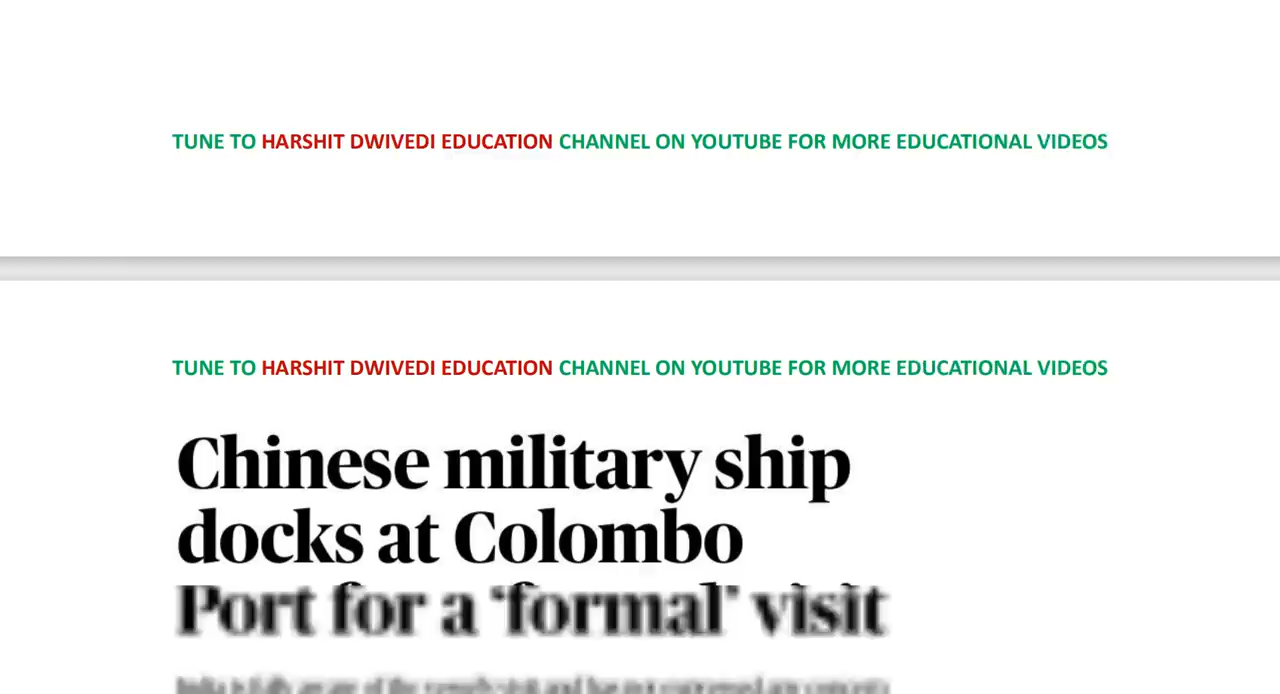 TUNE TO HARSHIT DWIVEDI EDUCATION CHANNEL ON YOUTUBE FOR MORE EDUCATIONAL VIDEOS
TUNE TO HARSHIT DWIVEDI EDUCATION CHANNEL ON YOUTUBE FOR MORE EDUCATIONAL VIDEOS
Chinese military ship
docks at Colombo
Port for a ‘formal’ visit